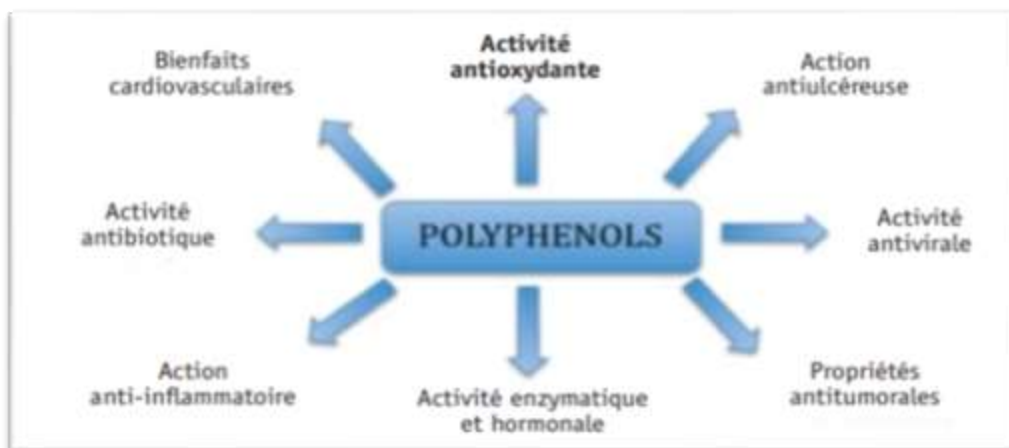 Activité
antioxydante
Bienfaits
cardiovasculaires
Action
antiulcéreuse
Activité
antibiotique
POLYPHENOLS
Activité
antivirale
Action
anti-inflammatoire
Activité enzymatique
et hormonale
Propriétés
antitumorales